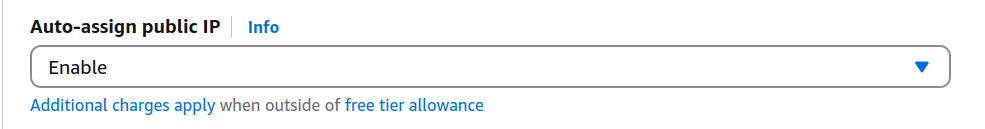 Auto-assign public IP Info
Enable
Additional charges apply when outside of free tier allowance